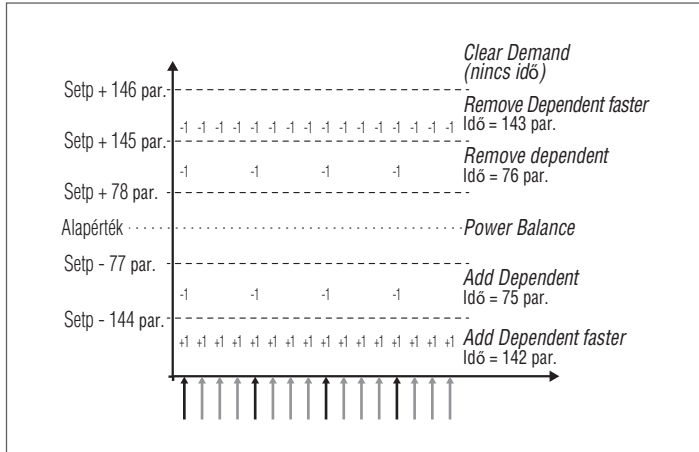 Clear Demand
(nincs idő)
Setp + 146 par.
Remove Dependent faster
-1 -1 -1 -1 -1 -1 -1 -1 -1 -1 -1 -1 -1 -1 -1 -1
Idő = 143 par.
Setp + 145 par.
Remove dependent
-1 -1 -1 -1
Idő = 76 par.
Setp + 78 par.
Alapérték
Power Balance
Setp - 77 par.
Add Dependent
-1 -1 -1 -1
Idő = 75 par.
Setp - 144 par.
+1 +1 +1 +1 +1 +1 +1 +1 +1 +1 +1 +1 +1 +1 +1 +1
Add Dependent faster
Idő = 142 par.